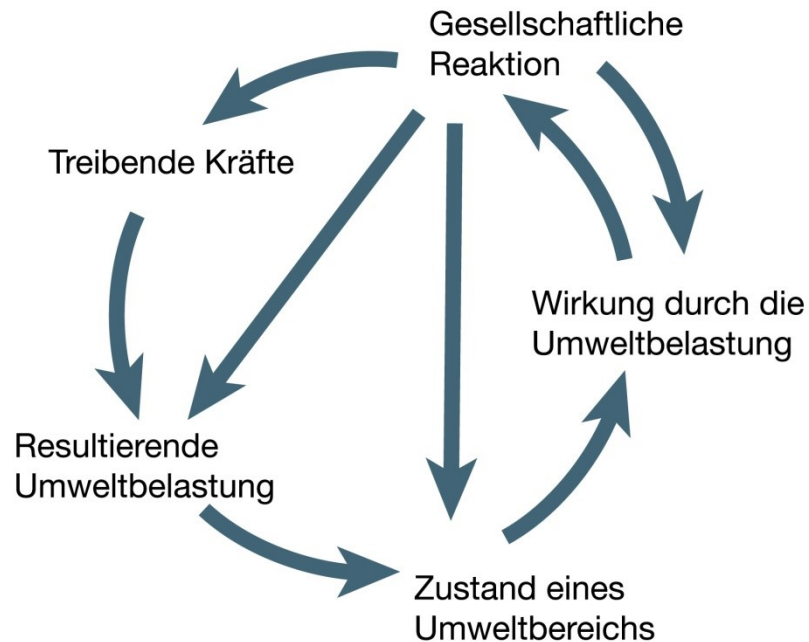 Gesellschaftliche
Reaktion
Treibende Kräfte
Wirkung durch die
Umweltbelastung
Resultierende
Umweltbelastung
Zustand eines
Umweltbereichs